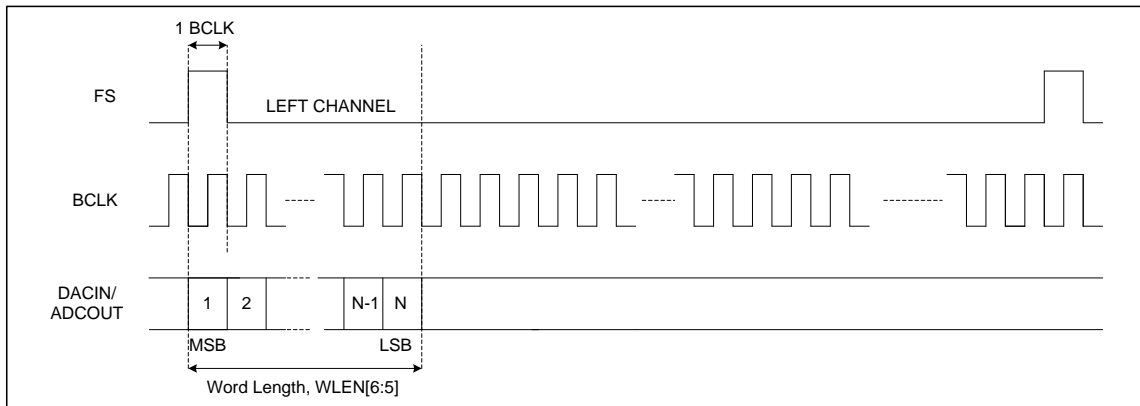 1 BCLK
FS
LEFT CHANNEL
BCLK
DACIN/
ADCOUT
1
2
N-1
N
MSB
LSB
Word Length, WLEN[6:5]